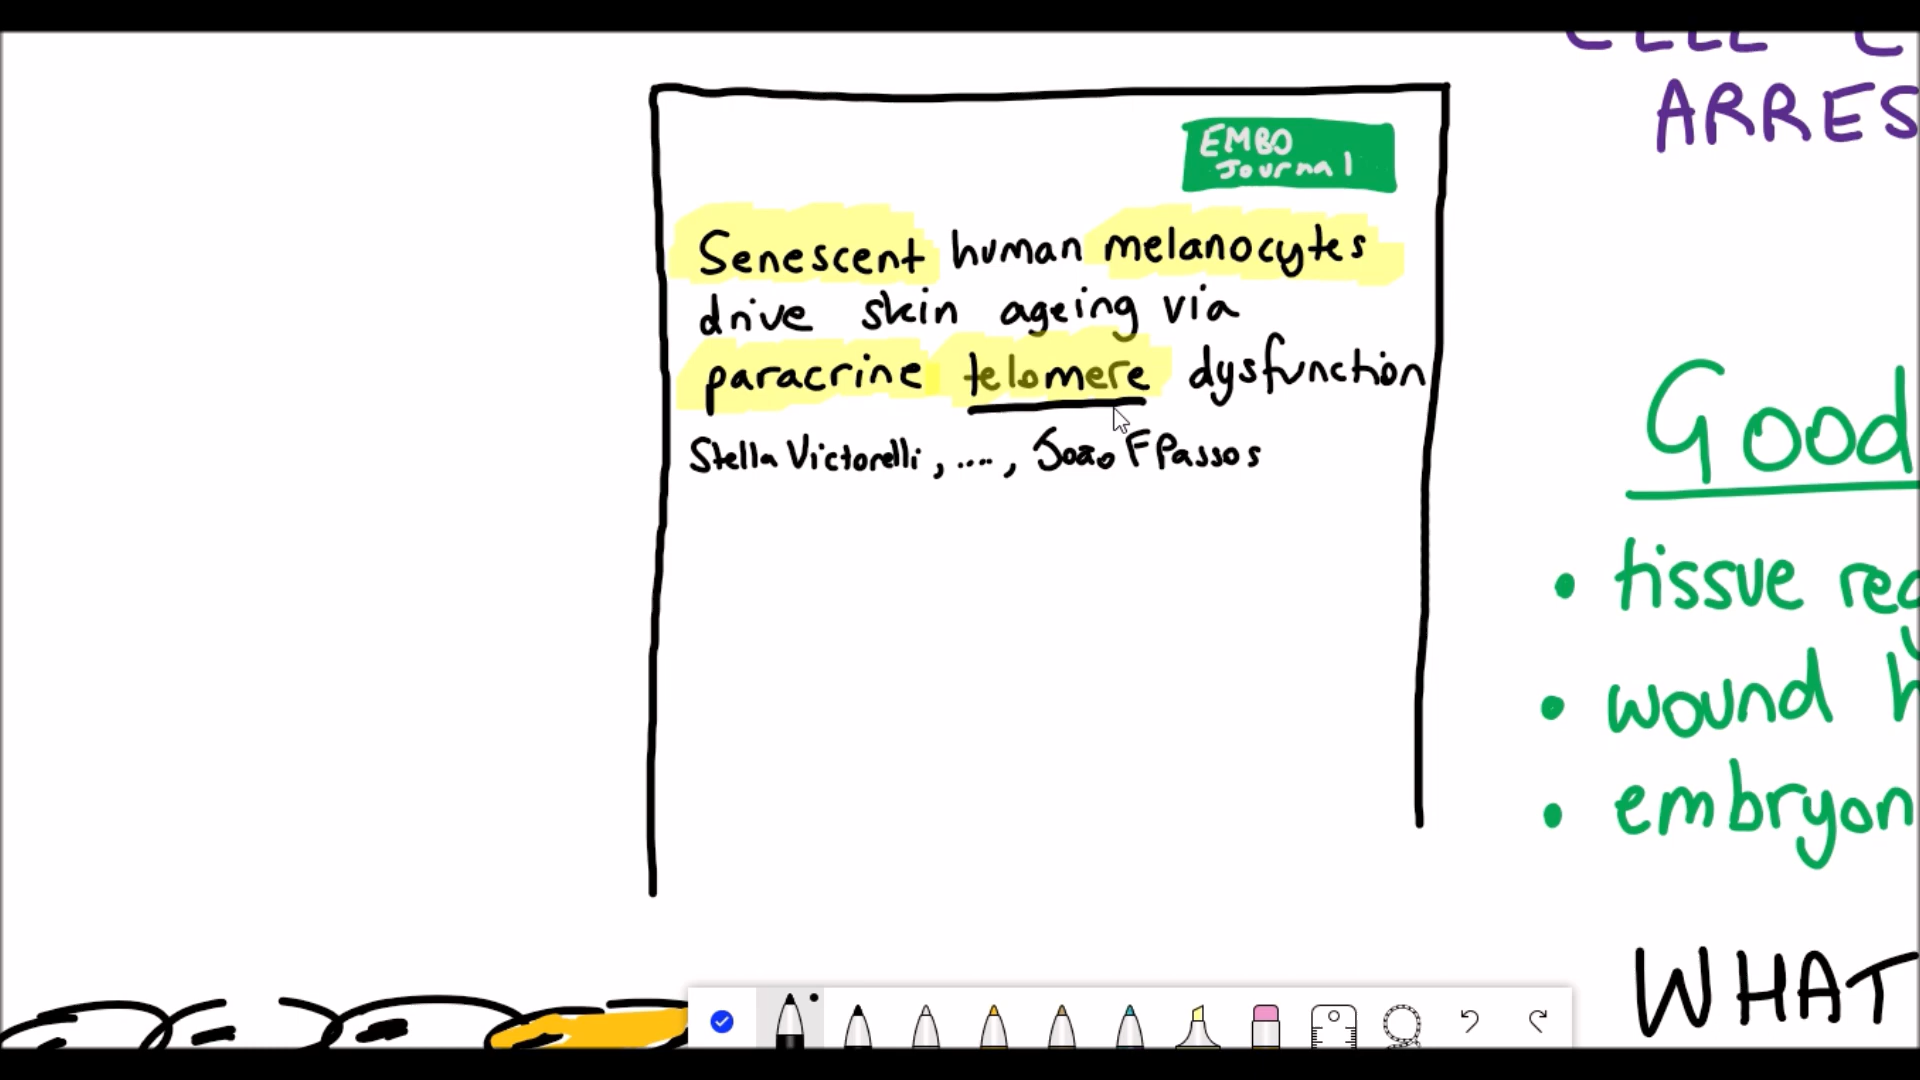 ARRES
EMBO
Journal
Senescent human melanocytes
drive skin ageing via
paracrine telomere dysfunction
Stella Victorelli, ...., João F Passos
Good
• tissue
• wound
• embryon
WHAT